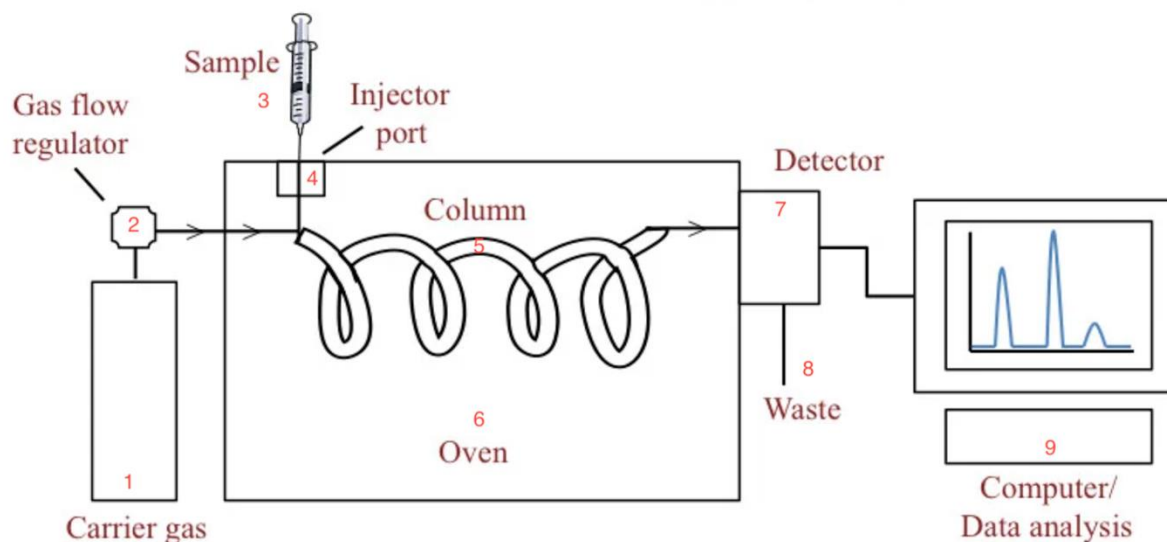 Sample
3
Gas flow
regulator
Injector
port
4
Detector
2
Column
5
7
8
Waste
6
Oven
1
Carrier gas
9
Computer/
Data analysis